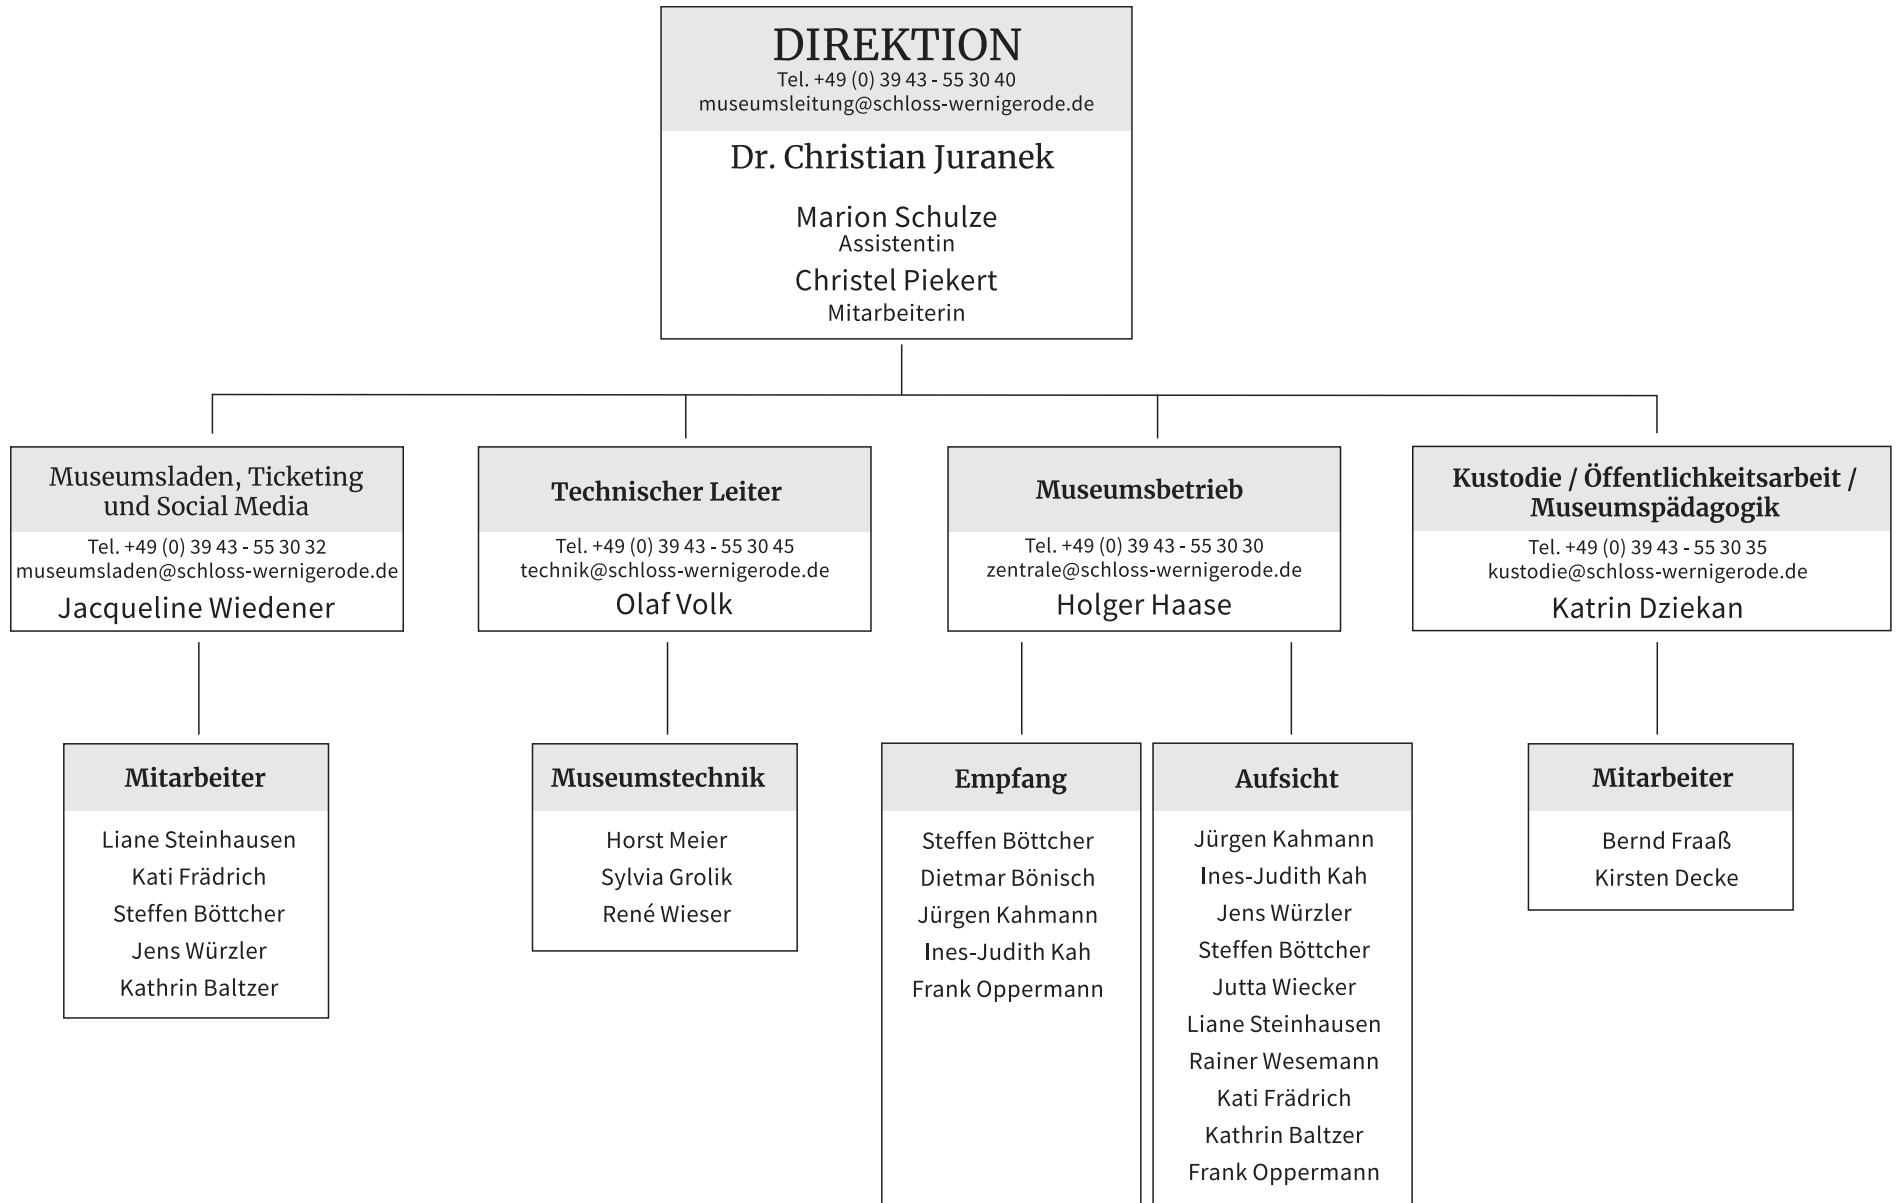 DIREKTION
Tel. +49 (0) 39 43 - 55 30 40
museumsleitung@schloss-wernigerode.de
Dr. Christian Juranek
Marion Schulze
Assistentin
Christel Piekert
Mitarbeiterin
Museumsladen, Ticketing
und Social Media
Tel. +49 (0) 39 43 - 55 30 32
museumsladen@schloss-wernigerode.de
Jacqueline Wiedener
Technischer Leiter
Tel. +49 (0) 39 43 - 55 30 45
technik@schloss-wernigerode.de
Olaf Volk
Museumsbetrieb
Tel. +49 (0) 39 43 - 55 30 30
zentrale@schloss-wernigerode.de
Holger Haase
Kustodie / Öffentlichkeitsarbeit /
Museumspädagogik
Tel. +49 (0) 39 43 - 55 30 35
kustodie@schloss-wernigerode.de
Katrin Dziekan
Mitarbeiter
Liane Steinhausen
Kati Frädrich
Steffen Böttcher
Jens Würzler
Kathrin Baltzer
Museumstechnik
Horst Meier
Sylvia Grolik
René Wieser
Empfang
Steffen Böttcher
Dietmar Bönisch
Jürgen Kahmann
Ines-Judith Kah
Frank Oppermann
Aufsicht
Jürgen Kahmann
Ines-Judith Kah
Jens Würzler
Steffen Böttcher
Jutta Wiecker
Liane Steinhausen
Rainer Wesemann
Kati Frädrich
Kathrin Baltzer
Frank Oppermann
Mitarbeiter
Bernd Fraaß
Kirsten Decke